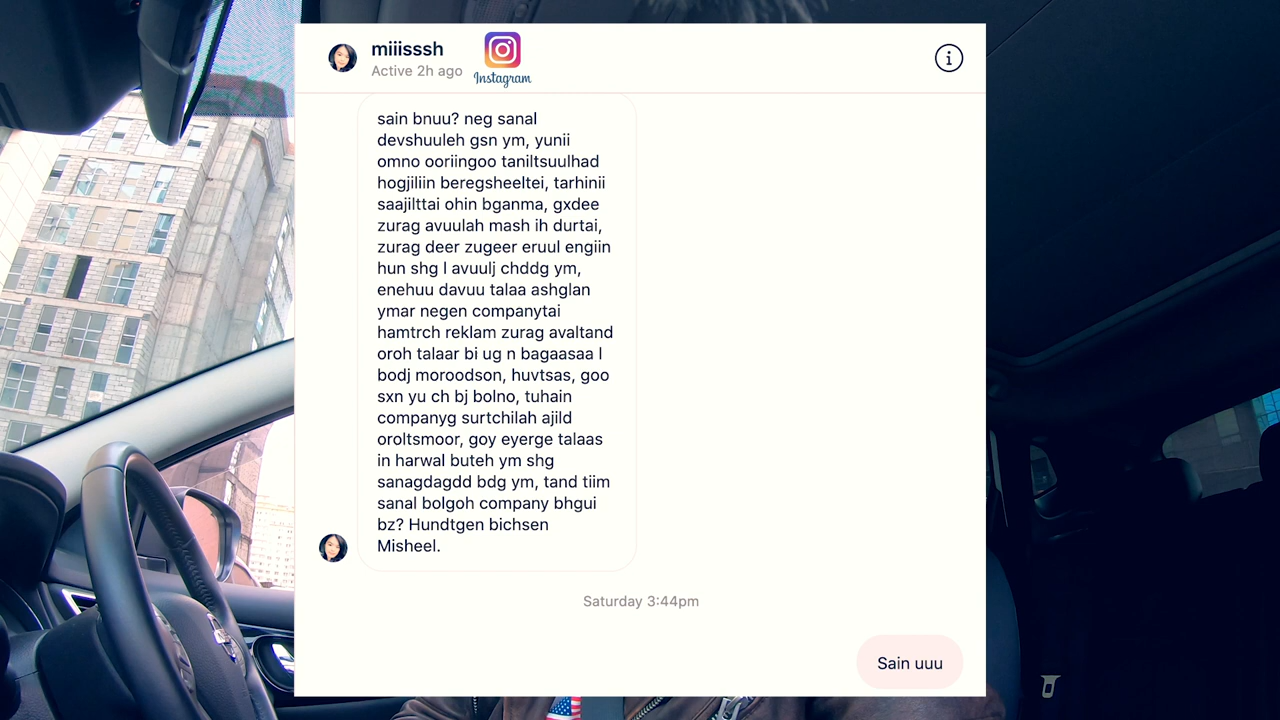 miiisssh
Active 2h ago
Instagram
sain bnuu? neg sanal
devshuuleh gsn ym, yunii
omno ooriingoo taniltsuulhad
hogjiliin beregsheeltei, tarhinii
saajilttai ohin bganma, gxdee
zurag avuulah mash ih durtai,
zurag deer zugeer eruul engiin
hun shg l avuulj chddg ym,
enehuu davuu talaa ashglan
ymar negen companytai
hamtrch reklam zurag avaltand
oroh talaar bi ug n bagaasaa l
bodj moroodson, huvtsas, goo
sxn yu ch bj bolno, tuhain
companyg surtchilah ajild
oroltsmoor, goy eyerge talaas
in harwal buteh ym shg
sanagdagdd bdg ym, tand tiim
sanal bolgoh company bhgui
bz? Hundtgen bichsen
Misheel.
Saturday 3:44pm
Sain uuu